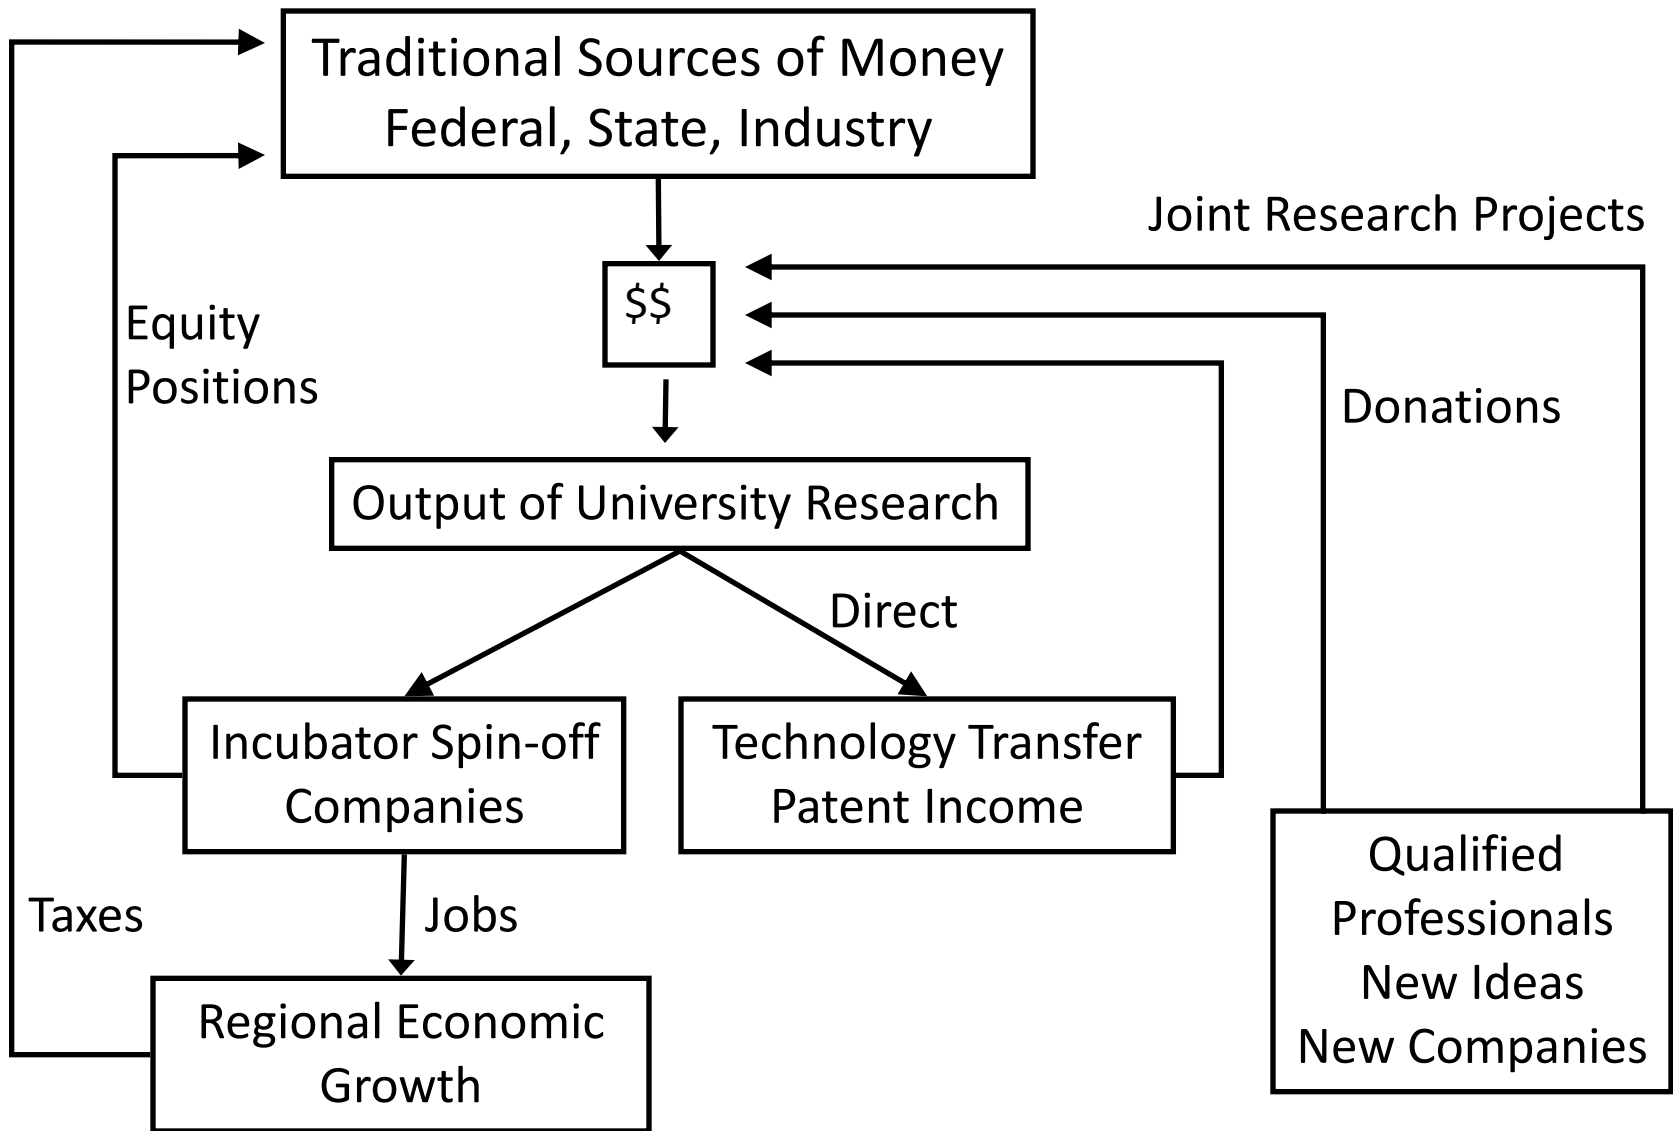 Traditional Sources of Money
Federal, State, Industry
Joint Research Projects
$$
Equity
Positions
Donations
Output of University Research
Direct
Incubator Spin-off
Companies
Technology Transfer
Patent Income
Qualified
Professionals
New Ideas
New Companies
Taxes
Jobs
Regional Economic
Growth